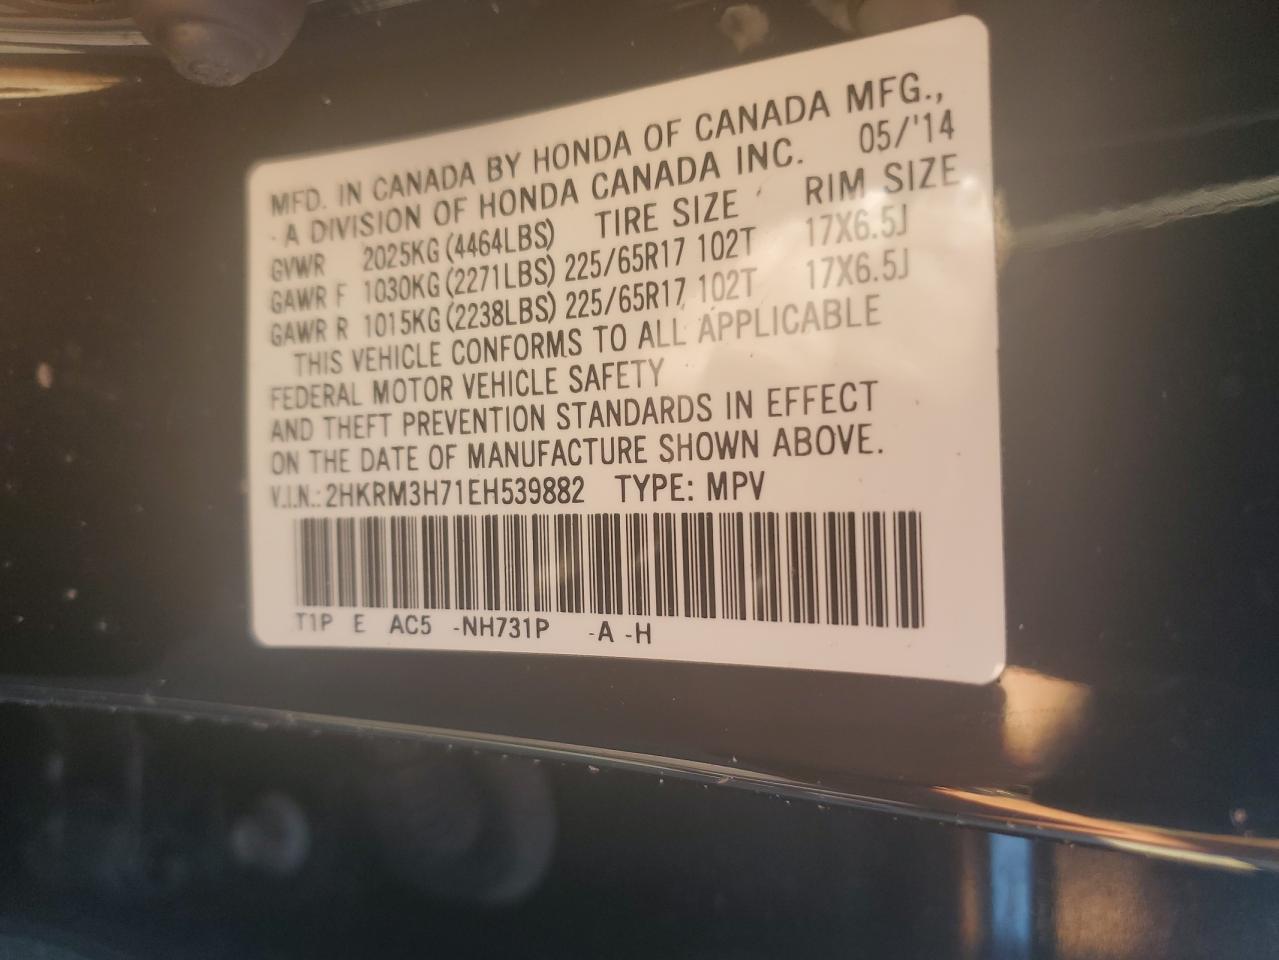 MFD. IN CANADA BY HONDA OF CANADA MFG.,
A DIVISION OF HONDA CANADA INC. 05/'14
GVWR 2025KG (4464LBS) TIRE SIZE RIM SIZE
GAWR F 1030KG (2271LBS) 225/65R17 102T 17X6.5J
GAWR R 1015KG (2238LBS) 225/65R17 102T 17X6.5J
THIS VEHICLE CONFORMS TO ALL APPLICABLE
FEDERAL MOTOR VEHICLE SAFETY
AND THEFT PREVENTION STANDARDS IN EFFECT
ON THE DATE OF MANUFACTURE SHOWN ABOVE.
V.I.N.: 2HKRM3H71EH539882 TYPE: MPV
T1P E AC5 -NH731P -A -H